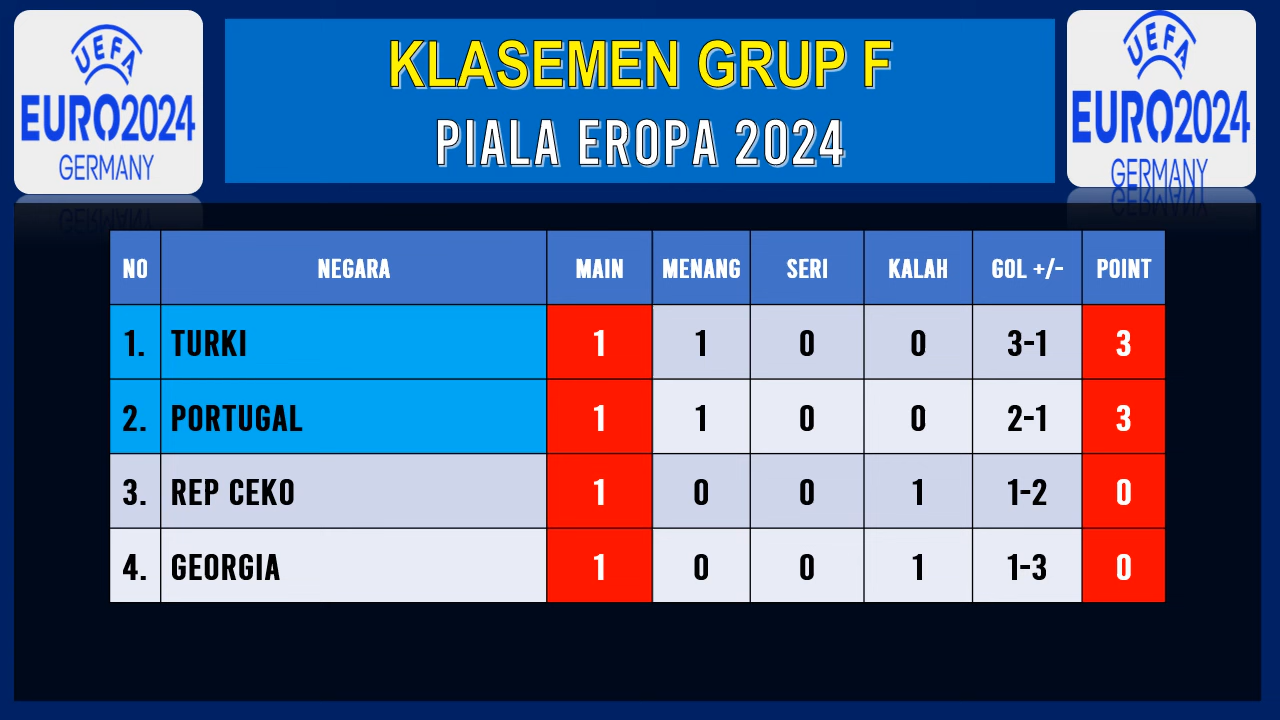 UEFA
EURO2024
GERMANY
KLASEMEN GRUP F
PIALA EROPA 2024
UEFA
EURO2024
GERMANY
NO NEGARA MAIN MENANG SERI KALAH GOL +/- POINT
1. TURKI 1 1 0 0 3-1 3
2. PORTUGAL 1 1 0 0 2-1 3
3. REP CEKO 1 0 0 1 1-2 0
4. GEORGIA 1 0 0 1 1-3 0